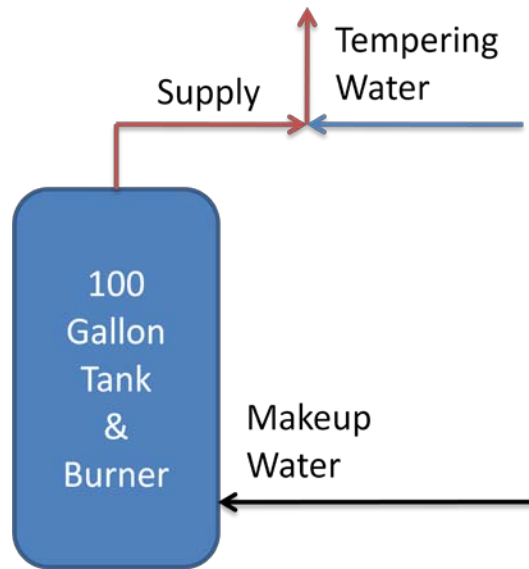 Tempering
Water
Supply
100
Gallon
Tank
&
Burner
Makeup
Water